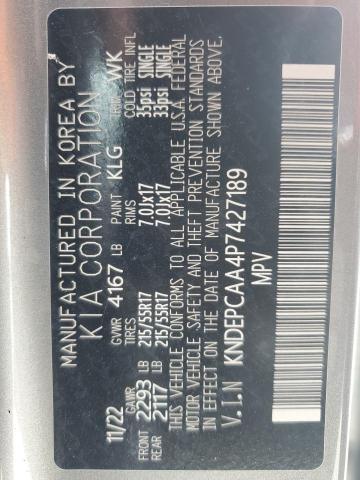 MANUFACTURED IN KOREA BY
KIA CORPORATION
11/22 GVWR 4167 LB PAINT KLG TRIM WK
GAWR TIRES RIMS COLD TIRE INFL
FRONT 2293 LB 215/55R17 7.0Jx17 35psi SINGLE
REAR 2117 LB 215/55R17 7.0Jx17 33psi SINGLE
THIS VEHICLE CONFORMS TO ALL APPLICABLE U.S.A. FEDERAL
MOTOR VEHICLE SAFETY AND THEFT PREVENTION STANDARDS
IN EFFECT ON THE DATE OF MANUFACTURE SHOWN ABOVE.
V.I.N KNDEPCAA4P7427189
MPV